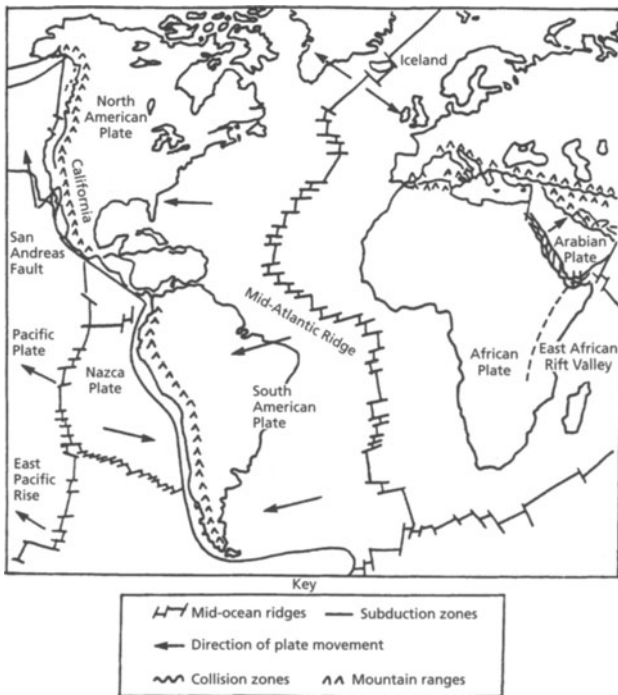 Iceland
North
American
Plate
California
San
Andreas
Fault
Arabian
Plate
Mid-Atlantic Ridge
Pacific
Plate
Nazca
Plate
South
American
Plate
African
Plate
East African
Rift Valley
East
Pacific
Rise
Key
Mid-ocean ridges
Subduction zones
Direction of plate movement
Collision zones
Mountain ranges